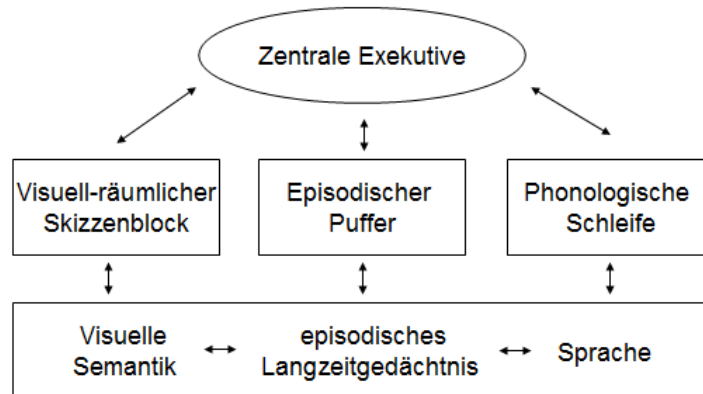 Zentrale Exekutive
Visuell-räumlicher
Skizzenblock
Episodischer
Puffer
Phonologische
Schleife
Visuelle
Semantik
episodisches
Langzeitgedächtnis
Sprache